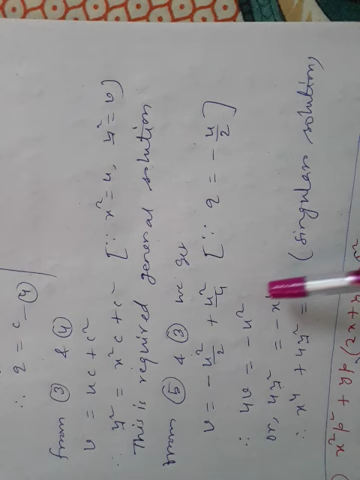 ∴ q = c —(4)
from (3) & (4)
v = uc + c²
∴ y² = x²c + c² [∵ x² = u, y² = v]
This is required general solution
from (5) & (3) we get
v = -u²/2 + u²/4 [∵ q = -u/2]
∴ 4v = -u²
or, 4y² = -x⁴
∴ x⁴ + 4y² = (singular solution)